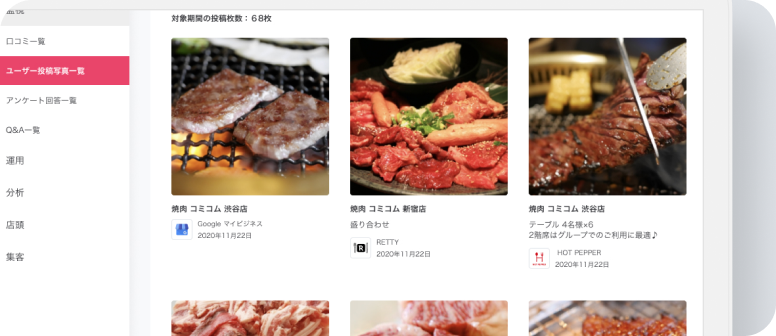 口コミ一覧
ユーザー投稿写真一覧
アンケート回答一覧
Q&A一覧
運用
分析
店頭
集客
対象期間の投稿枚数：68枚
焼肉 コミコム 渋谷店
Google マイビジネス
2020年11月22日
焼肉 コミコム 新宿店
盛り合わせ
RETTY
2020年11月22日
焼肉 コミコム 渋谷店
テーブル 4名様×6
2階席はグループでのご利用に最適♪
HOT PEPPER
2020年11月22日